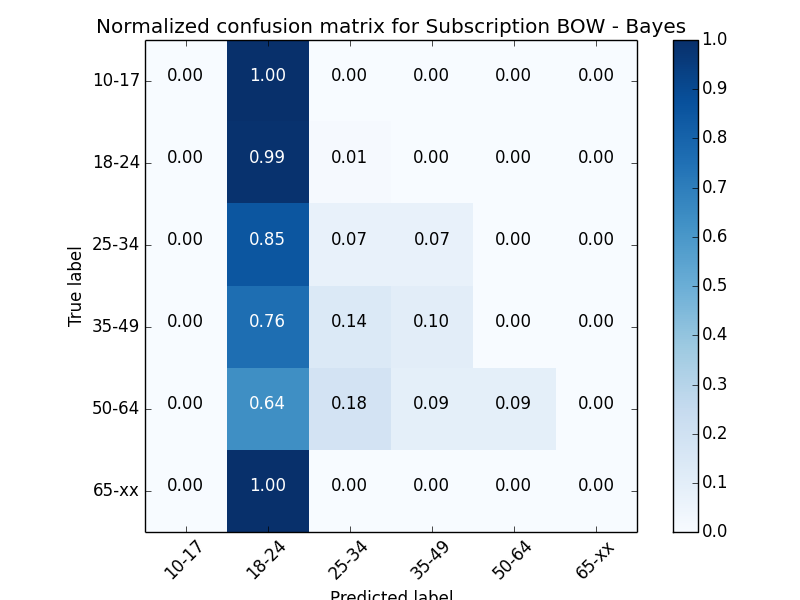 Normalized confusion matrix for Subscription BOW - Bayes
True label
10-17 0.00 1.00 0.00 0.00 0.00 0.00
18-24 0.00 0.99 0.01 0.00 0.00 0.00
25-34 0.00 0.85 0.07 0.07 0.00 0.00
35-49 0.00 0.76 0.14 0.10 0.00 0.00
50-64 0.00 0.64 0.18 0.09 0.09 0.00
65-xx 0.00 1.00 0.00 0.00 0.00 0.00
10-17 18-24 25-34 35-49 50-64 65-xx
Predicted label
1.0
0.9
0.8
0.7
0.6
0.5
0.4
0.3
0.2
0.1
0.0